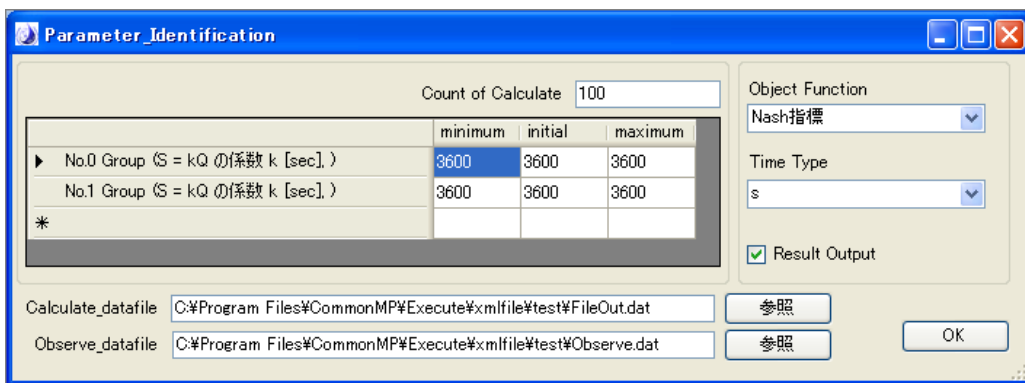 Parameter_Identification
Count of Calculate 100
minimum initial maximum
No.0 Group (S = kQ の係数 k [sec], ) 3600 3600 3600
No.1 Group (S = kQ の係数 k [sec], ) 3600 3600 3600
*
Object Function
Nash指標
Time Type
s
Result Output
Calculate_datafile C:¥Program Files¥CommonMP¥Execute¥xmlfile¥test¥FileOut.dat 参照
Observe_datafile C:¥Program Files¥CommonMP¥Execute¥xmlfile¥test¥Observe.dat 参照
OK